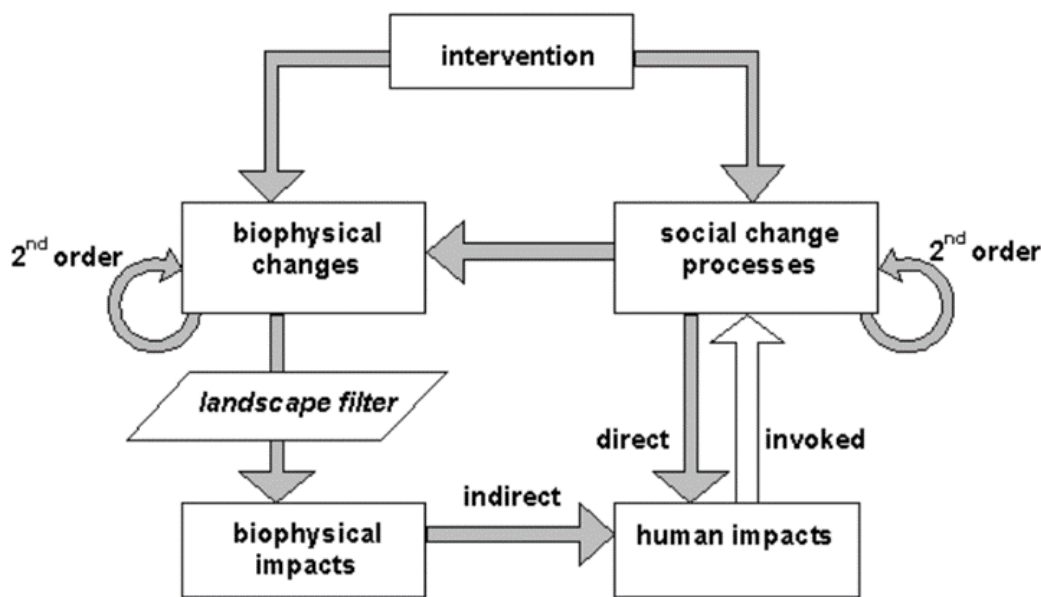 intervention
biophysical
changes
social change
processes
2nd order
2nd order
landscape filter
direct
invoked
biophysical
impacts
indirect
human impacts